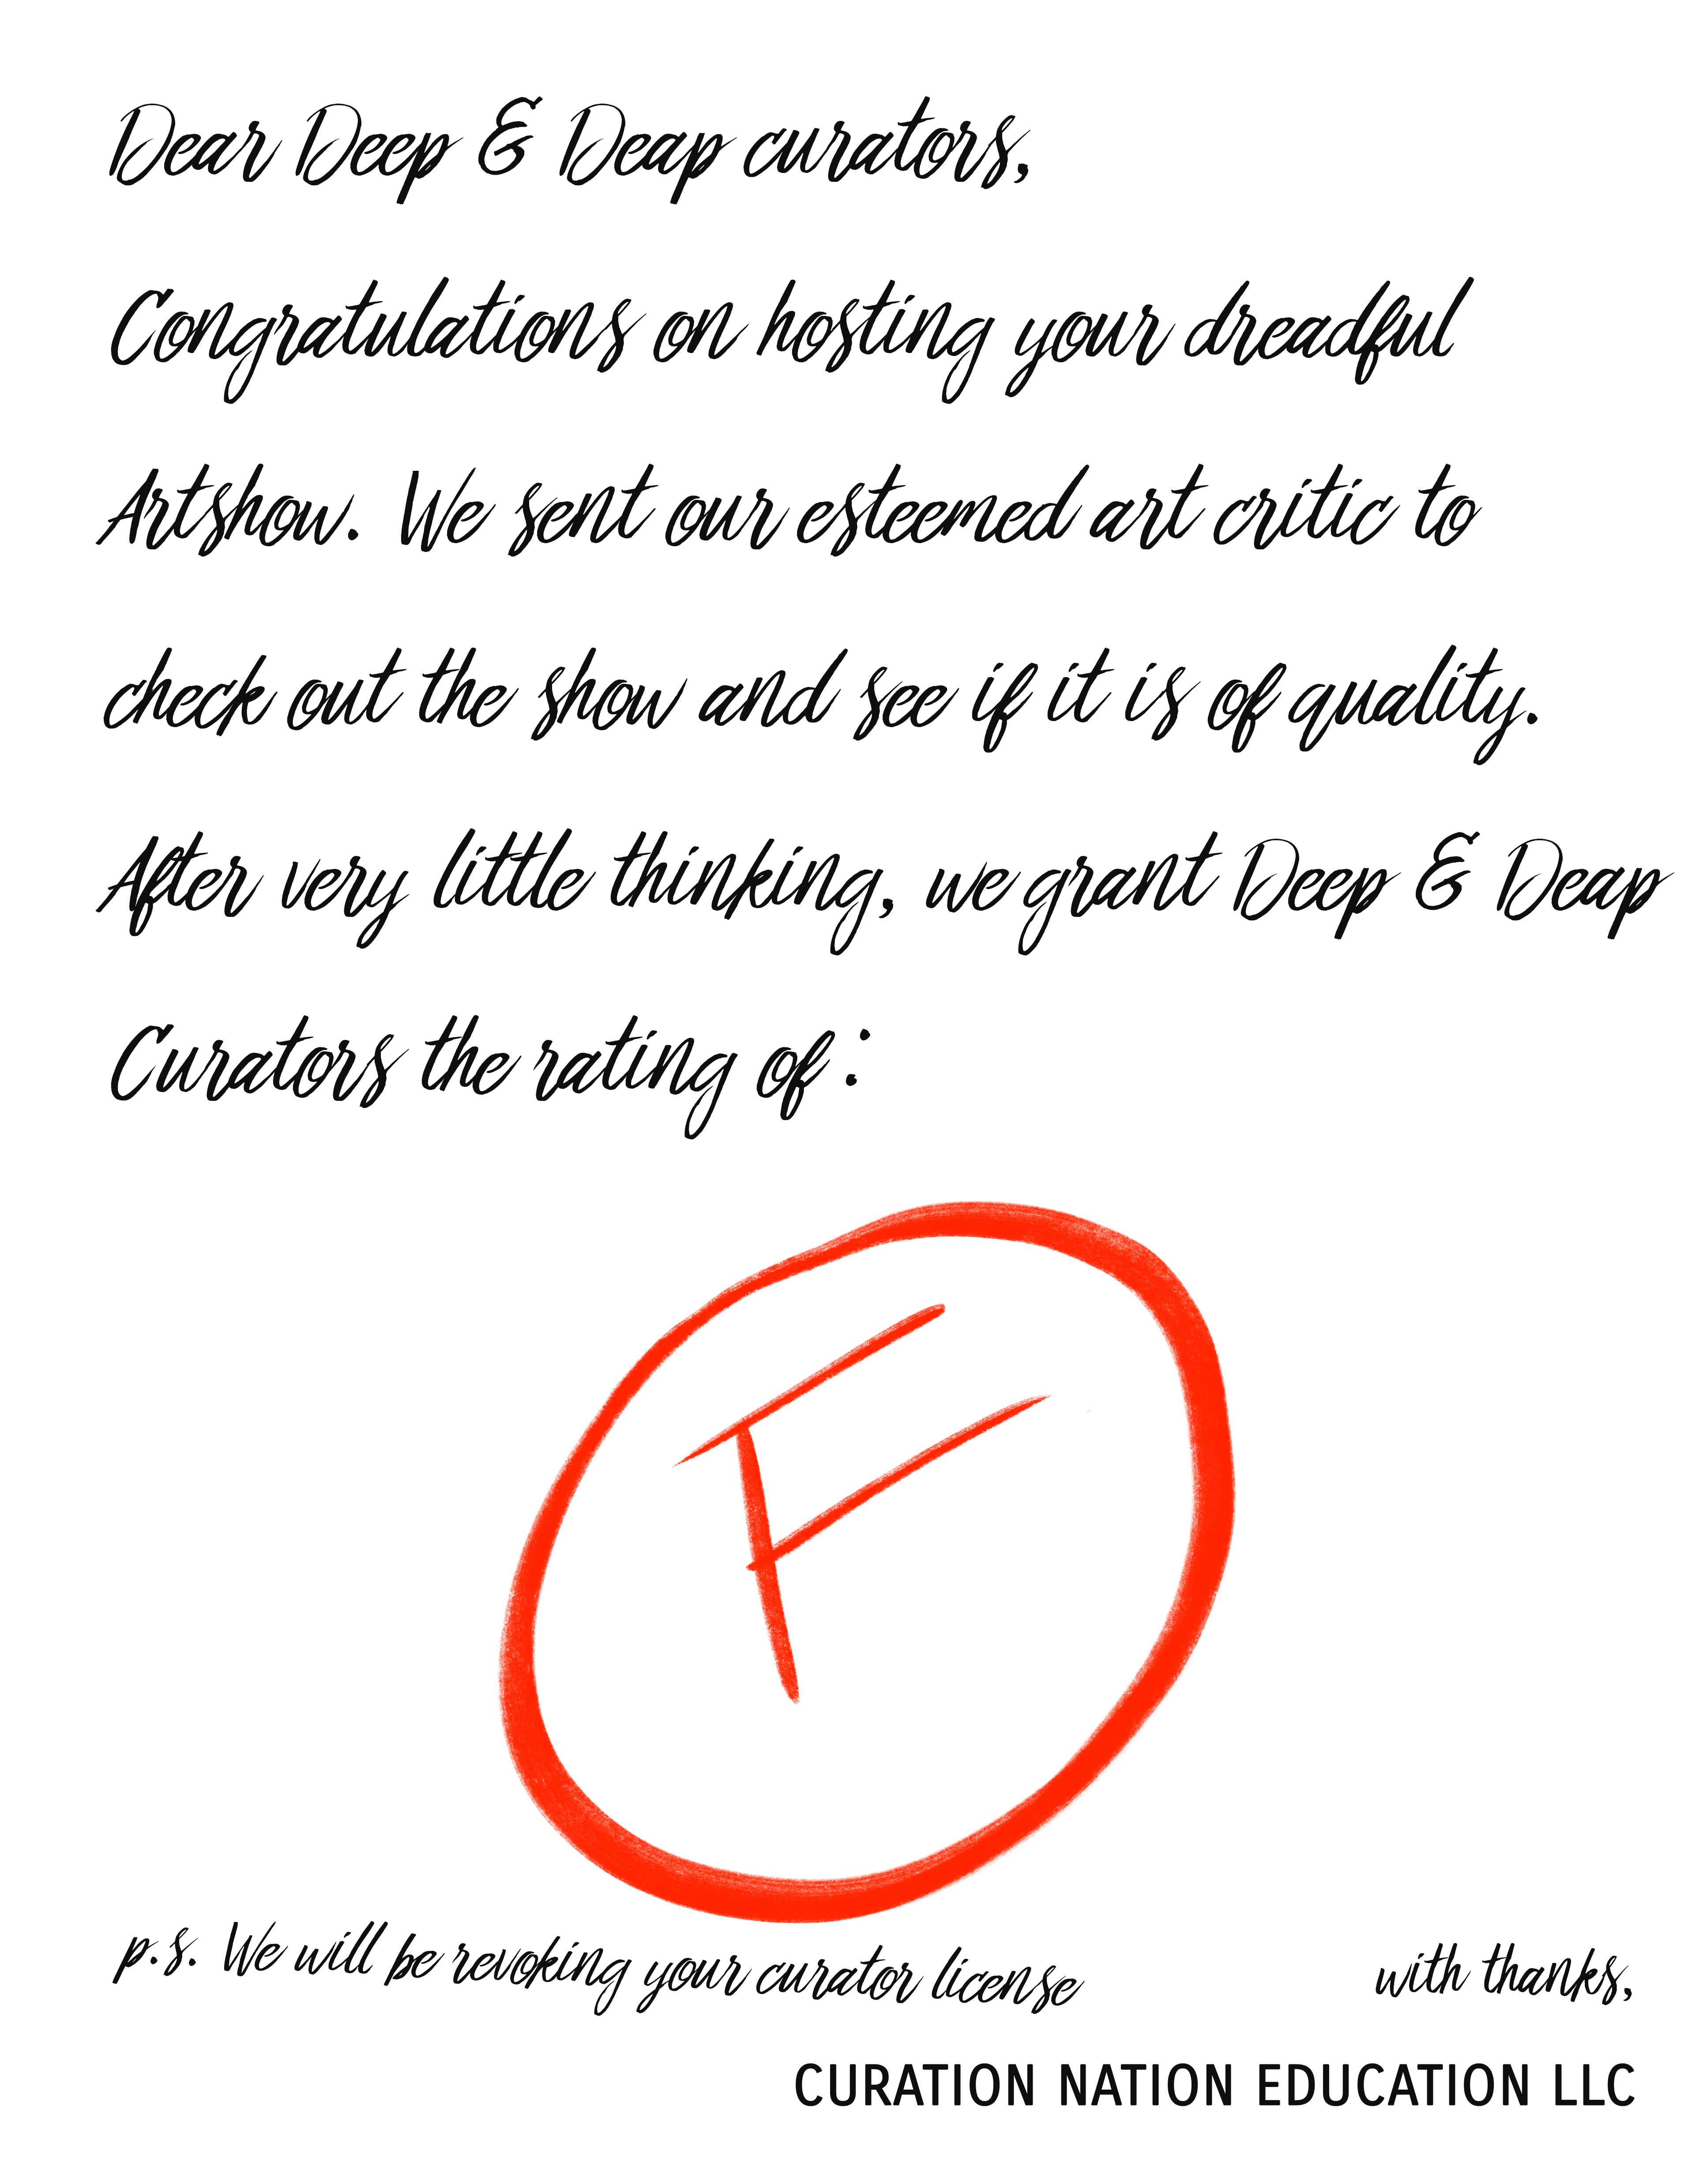 Dear Deep & Deap curators,
Congratulations on hosting your dreadful
Artshow. We sent our esteemed art critic to
check out the show and see if it is of quality.
After very little thinking, we grant Deep & Deap
Curators the rating of:
F
p.s. We will be revoking your curator license
with thanks,
CURATION NATION EDUCATION LLC